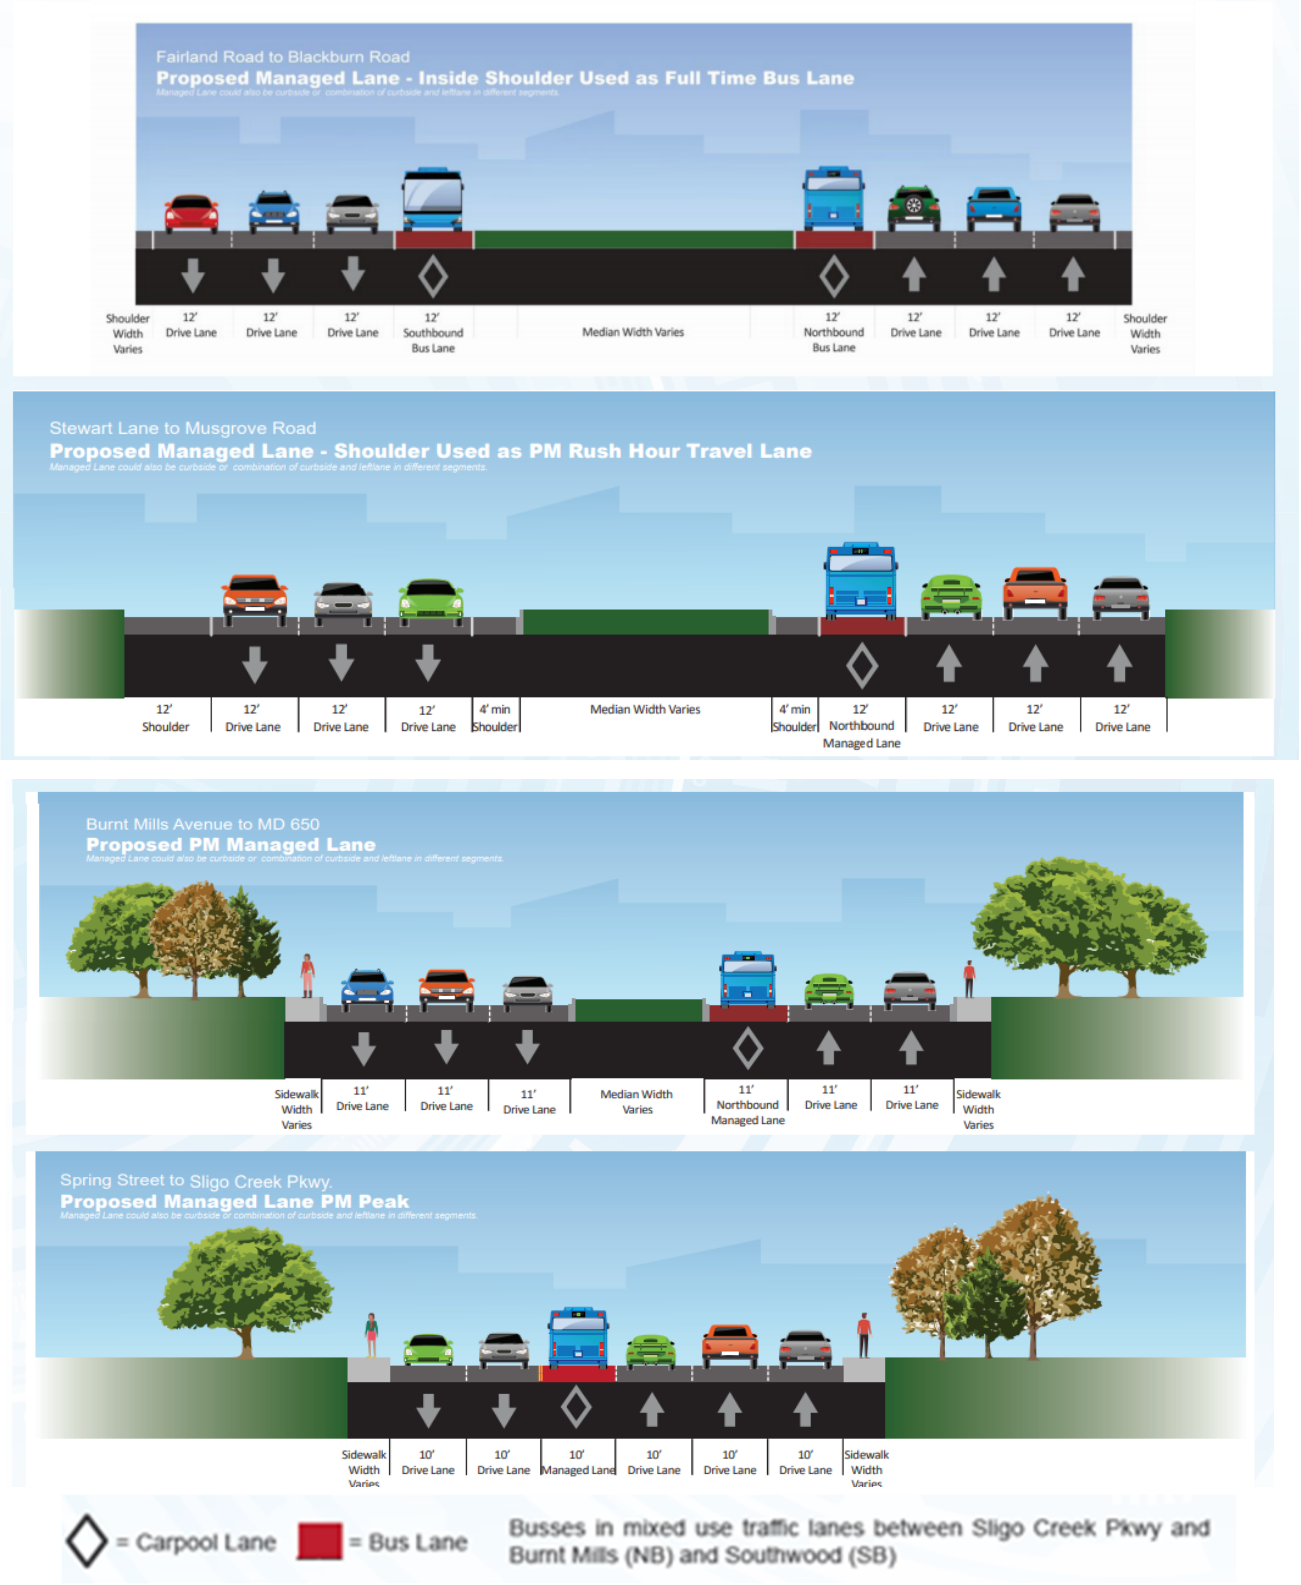 Fairland Road to Blackburn Road
Proposed Managed Lane - Inside Shoulder Used as Full Time Bus Lane
Managed Lane could also be curbside or combination of curbside and leftlane in different segments.
Shoulder Width Varies
12' Drive Lane
12' Drive Lane
12' Drive Lane
12' Southbound Bus Lane
Median Width Varies
12' Northbound Bus Lane
12' Drive Lane
12' Drive Lane
12' Drive Lane
Shoulder Width Varies
Stewart Lane to Musgrove Road
Proposed Managed Lane - Shoulder Used as PM Rush Hour Travel Lane
Managed Lane could also be curbside or combination of curbside and leftlane in different segments.
12' Shoulder
12' Drive Lane
12' Drive Lane
12' Drive Lane
4' min Shoulder
Median Width Varies
4' min Shoulder
12' Northbound Managed Lane
12' Drive Lane
12' Drive Lane
12' Drive Lane
Burnt Mills Avenue to MD 650
Proposed PM Managed Lane
Managed Lane could also be curbside or combination of curbside and leftlane in different segments.
Sidewalk Width Varies
11' Drive Lane
11' Drive Lane
11' Drive Lane
Median Width Varies
11' Northbound Managed Lane
11' Drive Lane
11' Drive Lane
Sidewalk Width Varies
Spring Street to Sligo Creek Pkwy.
Proposed Managed Lane PM Peak
Managed Lane could also be curbside or combination of curbside and leftlane in different segments.
Sidewalk Width Varies
10' Drive Lane
10' Drive Lane
10' Managed Lane
10' Drive Lane
10' Drive Lane
10' Drive Lane
Sidewalk Width Varies
= Carpool Lane
= Bus Lane
Busses in mixed use traffic lanes between Sligo Creek Pkwy and
Burnt Mills (NB) and Southwood (SB)